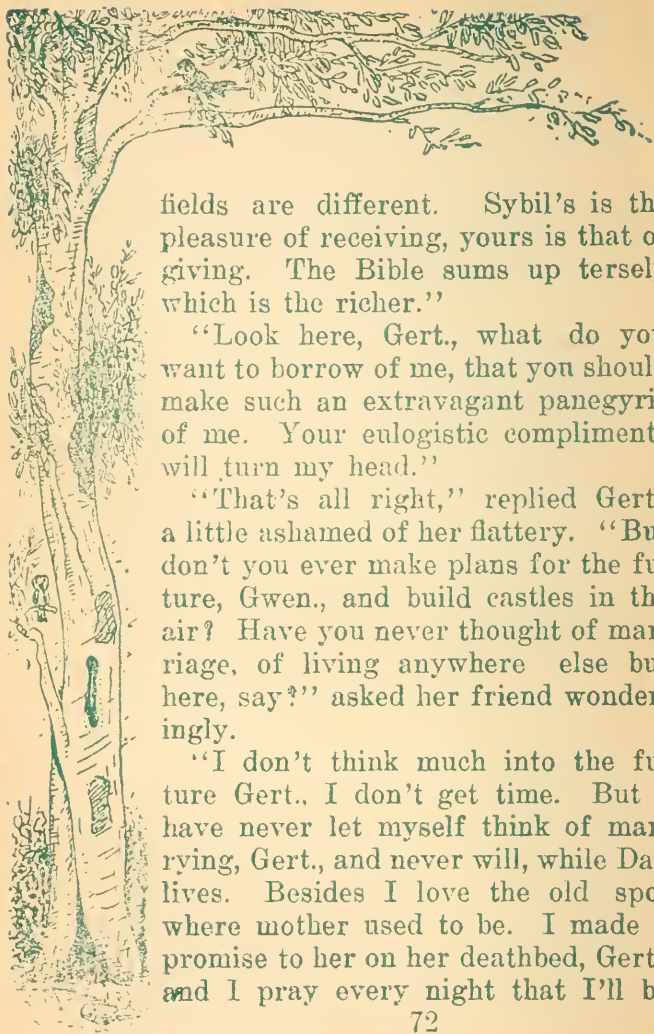 fields are different. Sybil's is th
pleasure of receiving, yours is that o
giving. The Bible sums up tersel
which is the richer."
"Look here, Gert., what do yo
want to borrow of me, that you shoul
make such an extravagant panegyri
of me. Your eulogistic compliment
will turn my head."
"That's all right," replied Gert
a little ashamed of her flattery. "Bu
don't you ever make plans for the fu
ture, Gwen., and build castles in th
air? Have you never thought of mar
riage, of living anywhere else bu
here, say?" asked her friend wonder
ingly.
"I don't think much into the fu
ture Gert., I don't get time. But
have never let myself think of mar
rying, Gert., and never will, while Da
lives. Besides I love the old spo
where mother used to be. I made
promise to her on her deathbed, Gert
and I pray every night that I'll b
72